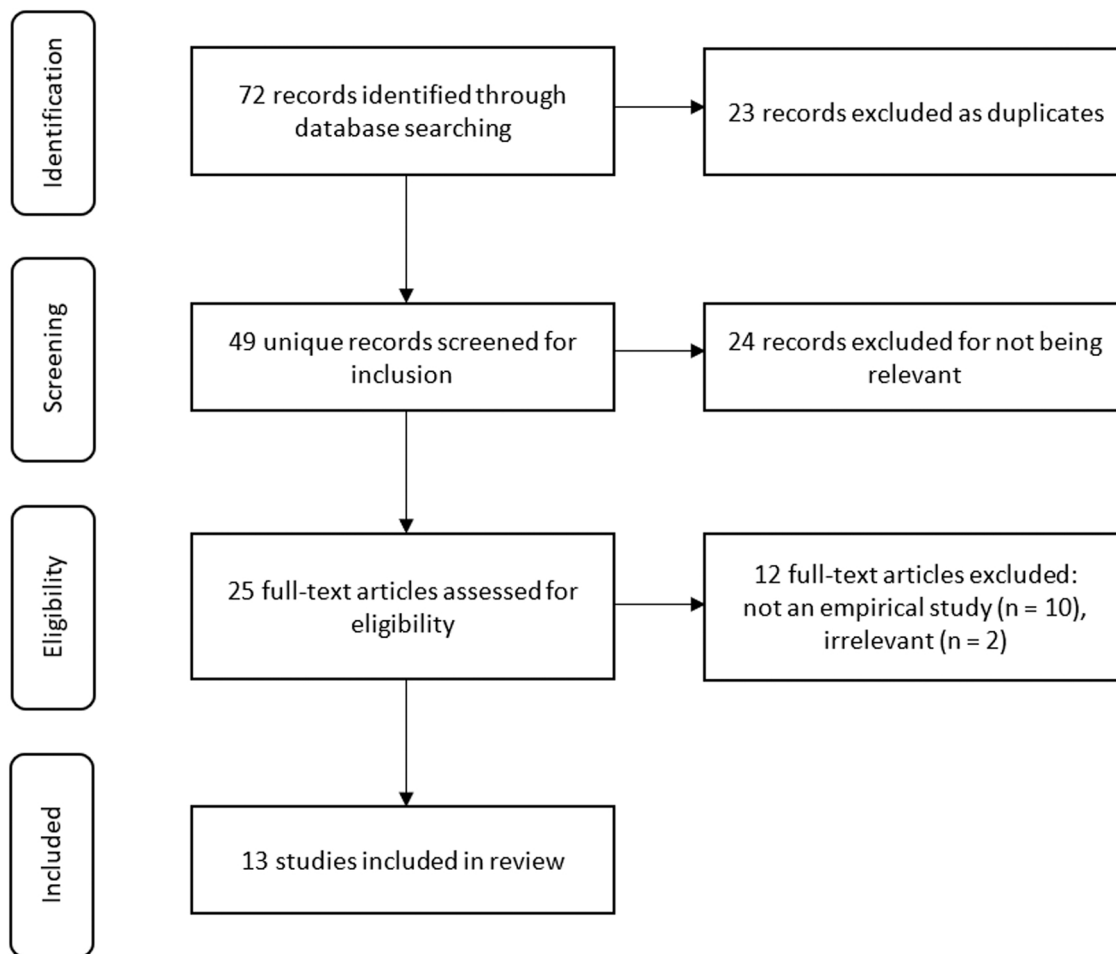 Identification
72 records identified through
database searching
23 records excluded as duplicates
Screening
49 unique records screened for
inclusion
24 records excluded for not being
relevant
Eligibility
25 full-text articles assessed for
eligibility
12 full-text articles excluded:
not an empirical study (n = 10),
irrelevant (n = 2)
Included
13 studies included in review